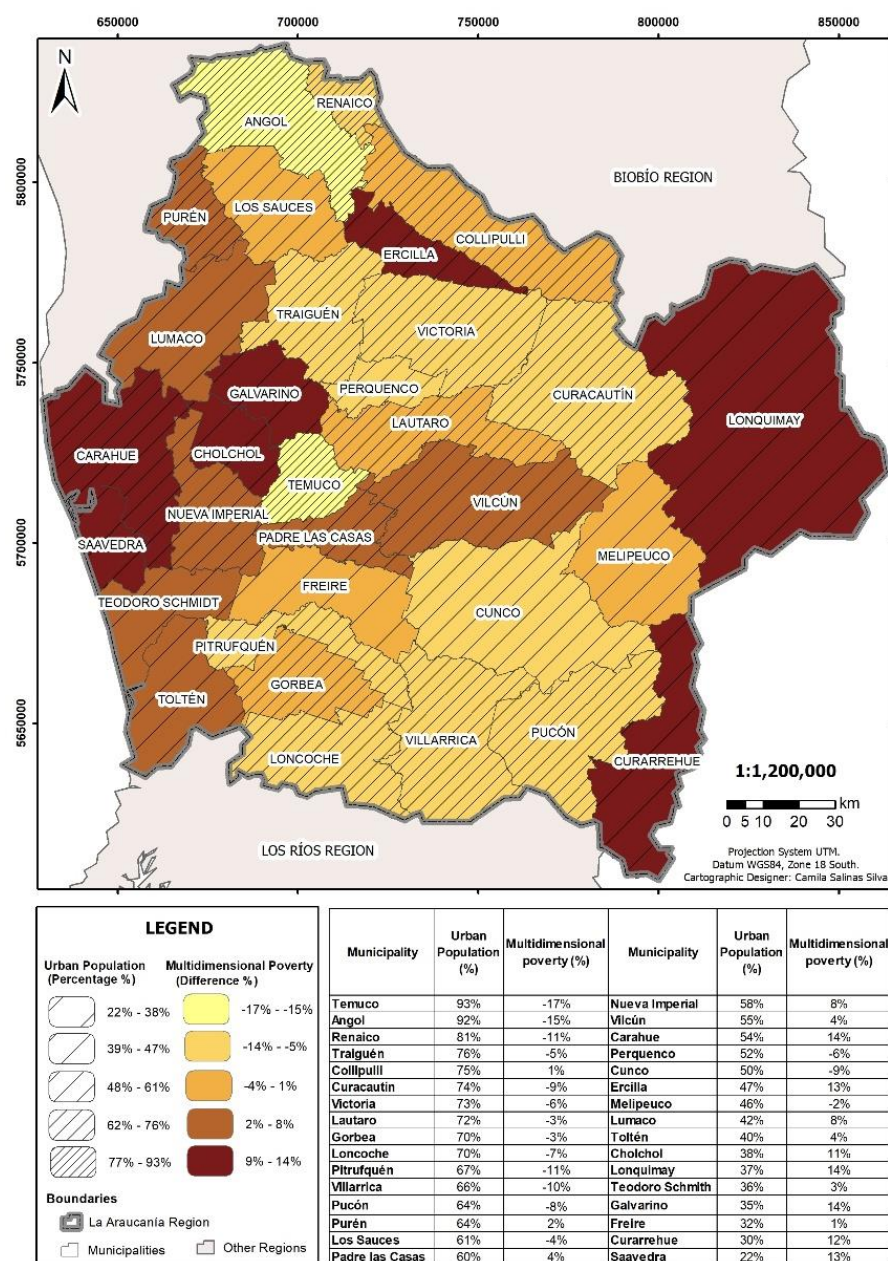 650000 700000 750000 800000 850000
N
RENAICO
ANGOL
5800000
BIOBÍO REGION
LOS SAUCES
PURÉN
COLLIPULLI
ERCILLA
TRAIGUÉN
VICTORIA
LUMACO
5750000
PERQUENCO
GALVARINO
CURACAUTÍN
LAUTARO
LONQUIMAY
CHOLCHOL
CARAHUE
TEMUCO
VILCÚN
NUEVA IMPERIAL
PADRE LAS CASAS
SAAVEDRA
5700000
MELIPEUCO
FREIRE
TEODORO SCHMIDT
CUNCO
PITRUFQUÉN
GORBEA
TOLTÉN
5650000
PUCÓN
VILLARRICA
LONCOCHE
CURARREHUE
1:1,200,000
km
0 5 10 20 30
LOS RÍOS REGION
Projection System UTM.
Datum WGS84, Zone 18 South.
Cartographic Designer: Camila Salinas Silva
LEGEND
Urban Population (Percentage %)
22% - 38%
39% - 47%
48% - 61%
62% - 76%
77% - 93%
Multidimensional Poverty (Difference %)
-17% - -15%
-14% - -5%
-4% - 1%
2% - 8%
9% - 14%
Boundaries
La Araucanía Region
Municipalities
Other Regions
Municipality Urban Population (%) Multidimensional poverty (%) Municipality Urban Population (%) Multidimensional poverty (%)
Temuco 93% -17% Nueva Imperial 58% 8%
Angol 92% -15% Vilcún 55% 4%
Renaico 81% -11% Carahue 54% 14%
Traiguén 76% -5% Perquenco 52% -6%
Collipulli 75% 1% Cunco 50% -9%
Curacautín 74% -9% Ercilla 47% 13%
Victoria 73% -6% Melipeuco 46% -2%
Lautaro 72% -3% Lumaco 42% 8%
Gorbea 70% -3% Toltén 40% 4%
Loncoche 70% -7% Cholchol 38% 11%
Pitrufquén 67% -11% Lonquimay 37% 14%
Villarrica 66% -10% Teodoro Schmith 36% 3%
Pucón 64% -8% Galvarino 35% 14%
Purén 64% 2% Freire 32% 1%
Los Sauces 61% -4% Curarrehue 30% 12%
Padre las Casas 60% 4% Saavedra 22% 13%